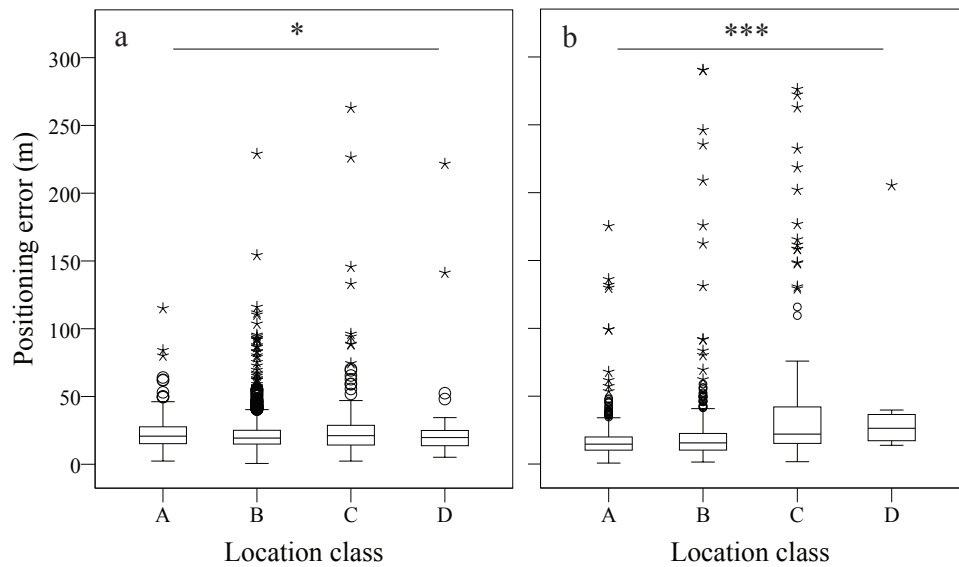 a
*
b
***
Positioning error (m)
300
250
200
150
100
50
0
A B C D
A B C D
Location class
Location class